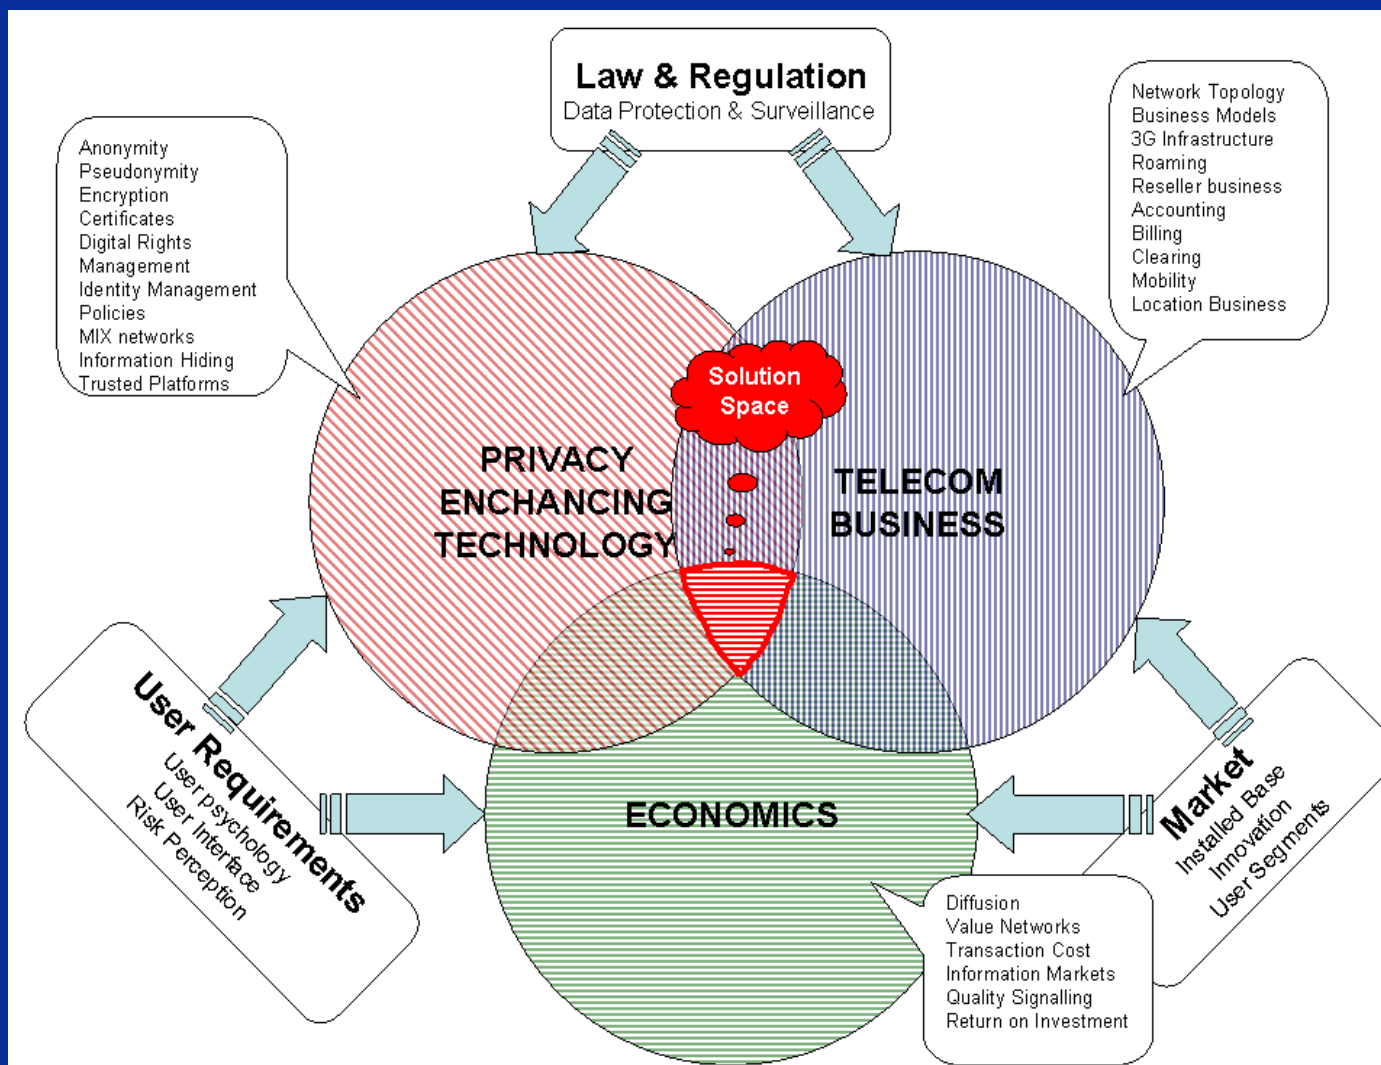 Law & Regulation
Data Protection & Surveillance
Anonymity
Pseudonymity
Encryption
Certificates
Digital Rights
Management
Identity Management
Policies
MIX networks
Information Hiding
Trusted Platforms
Network Topology
Business Models
3G Infrastructure
Roaming
Reseller business
Accounting
Billing
Clearing
Mobility
Location Business
Solution
Space
PRIVACY
ENCHANCING
TECHNOLOGY
TELECOM
BUSINESS
ECONOMICS
User Requirements
User psychology
User Interface
Risk Perception
Market
Installed Base
Innovation
User Segments
Diffusion
Value Networks
Transaction Cost
Information Markets
Quality Signalling
Return on Investment